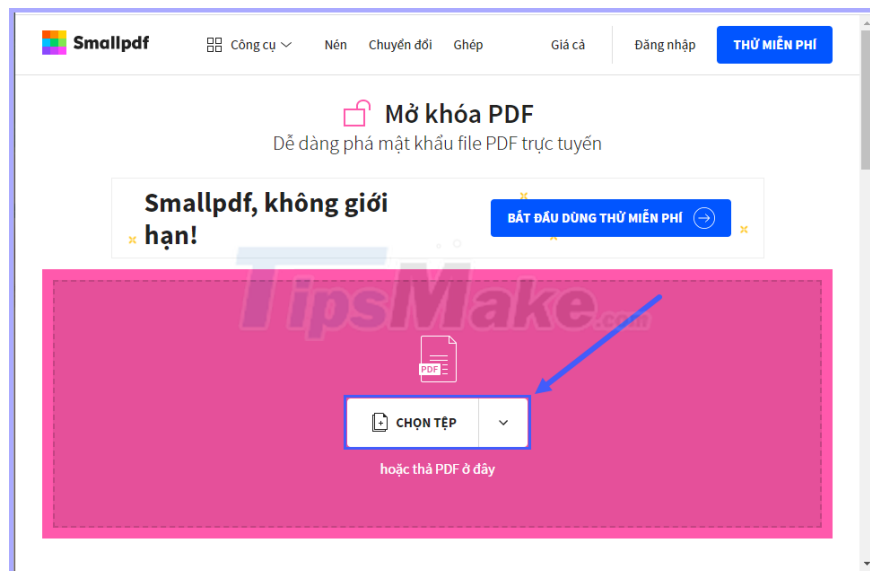 Smallpdf Công cụ Nén Chuyển đổi Ghép Giá cả Đăng nhập THỬ MIỄN PHÍ
Mở khóa PDF
Dễ dàng phá mật khẩu file PDF trực tuyến
Smallpdf, không giới
hạn!
BẮT ĐẦU DÙNG THỬ MIỄN PHÍ
TipsMake.com
PDF
CHỌN TỆP
hoặc thả PDF ở đây